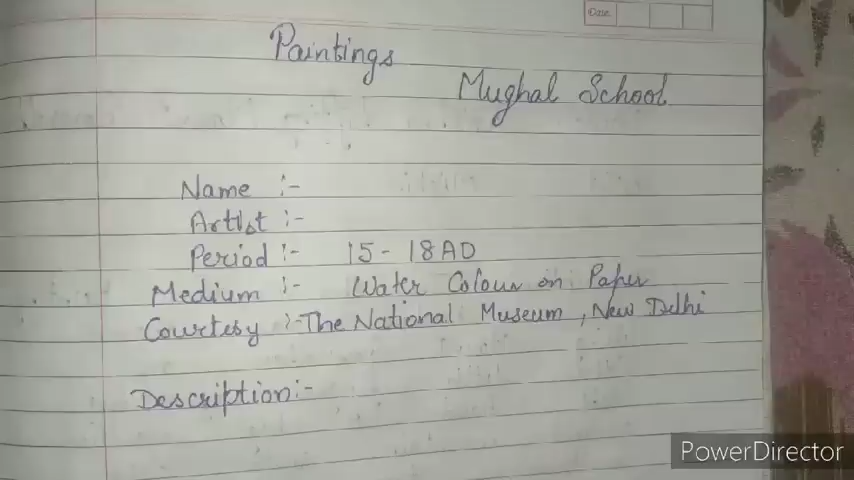 Date
Paintings
Mughal School
Name :-
Artist :-
Period :- 15 - 18 AD
Medium :- Water Colour on Paper
Courtesy :- The National Museum, New Delhi
Description:-
PowerDirector